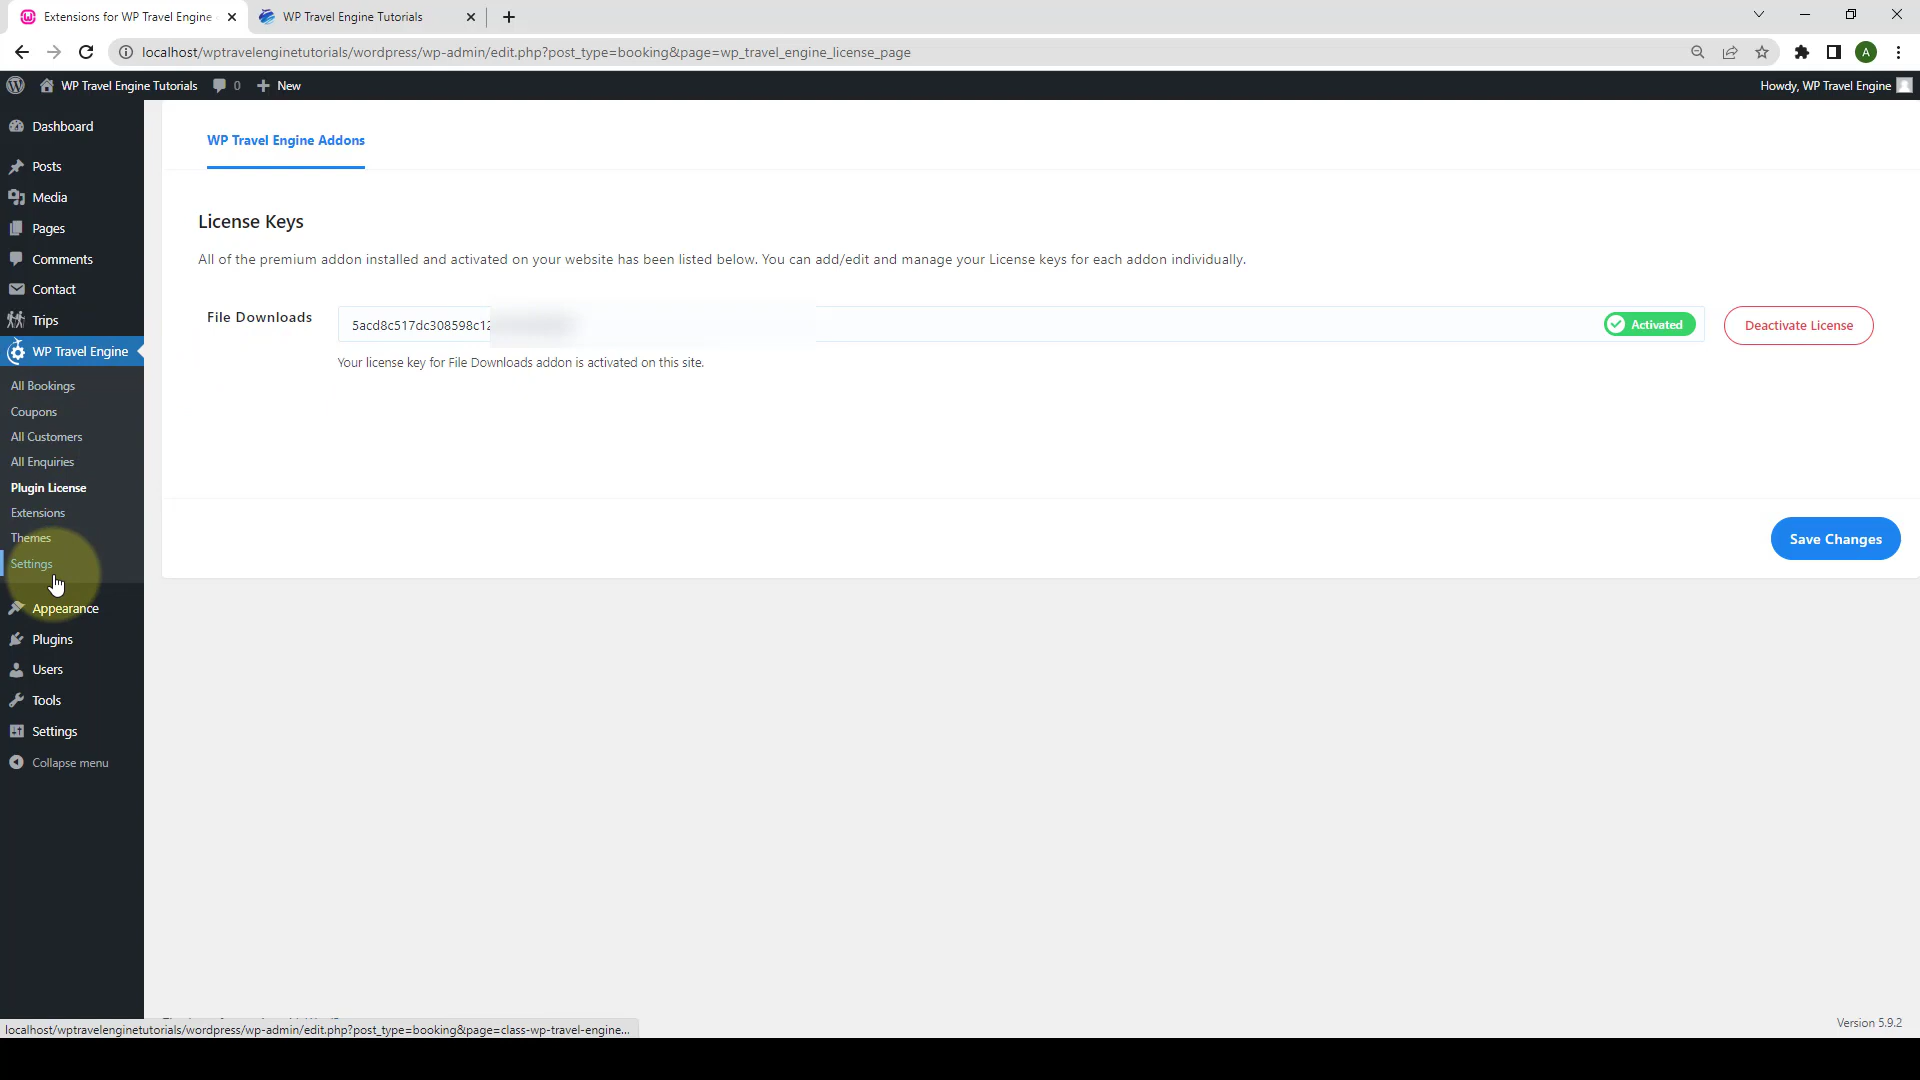 Extensions for WP Travel Engine
WP Travel Engine Tutorials
localhost/wptravelenginetutorials/wordpress/wp-admin/edit.php?post_type=booking&page=wp_travel_engine_license_page
A
WP Travel Engine Tutorials
0
New
Howdy, WP Travel Engine
Dashboard
Posts
Media
Pages
Comments
Contact
Trips
WP Travel Engine
All Bookings
Coupons
All Customers
All Enquiries
Plugin License
Extensions
Themes
Settings
Appearance
Plugins
Users
Tools
Settings
Collapse menu
WP Travel Engine Addons
License Keys
All of the premium addon installed and activated on your website has been listed below. You can add/edit and manage your License keys for each addon individually.
File Downloads
5acd8c517dc308598c12
Activated
Deactivate License
Your license key for File Downloads addon is activated on this site.
Save Changes
localhost/wptravelenginetutorials/wordpress/wp-admin/edit.php?post_type=booking&page=class-wp-travel-engine...
Version 5.9.2